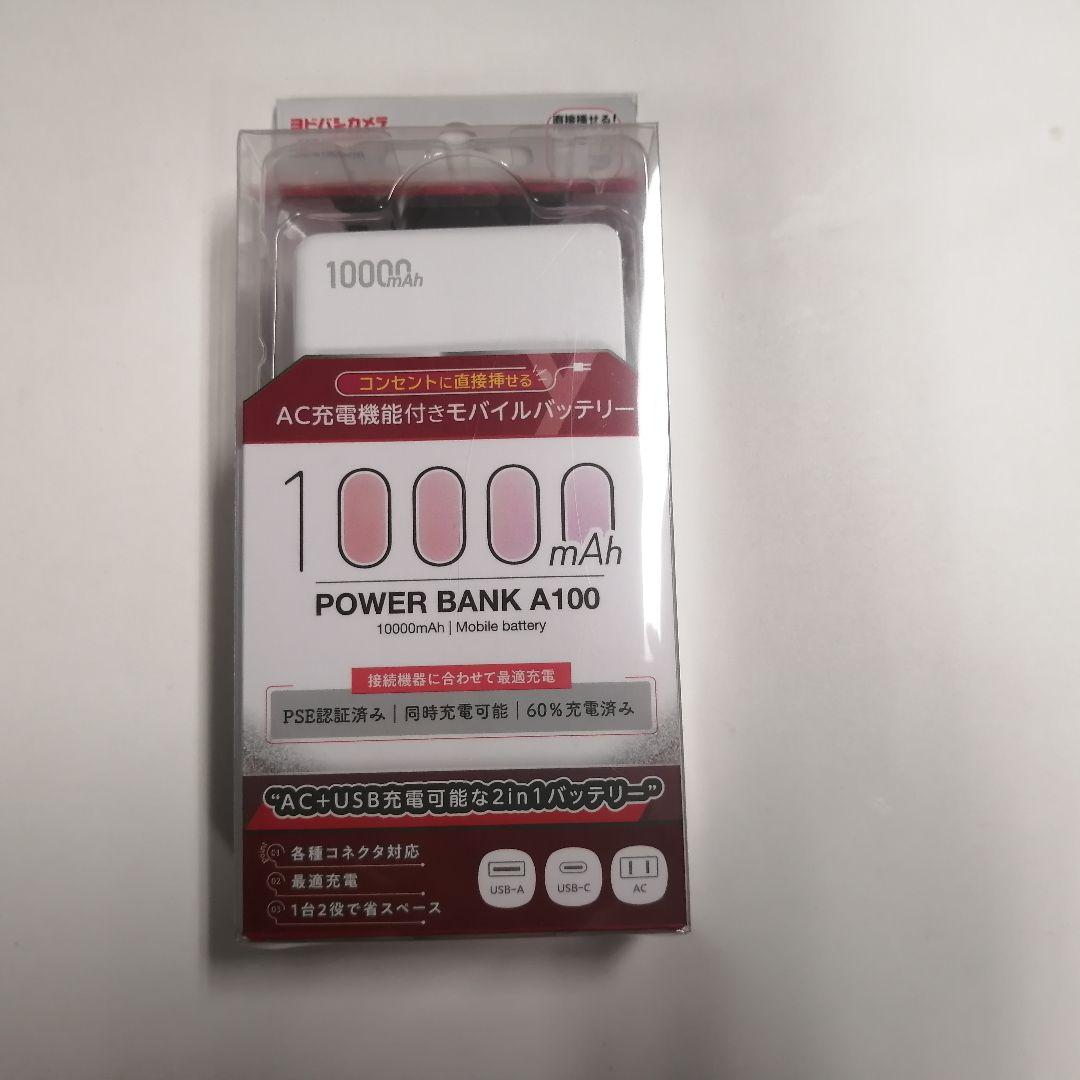 ヨドバシカメラ
直接挿せる!
10000mAh
コンセントに直接挿せる
AC充電機能付きモバイルバッテリー
10000mAh
POWER BANK A100
10000mAh | Mobile battery
接続機器に合わせて最適充電
PSE認証済み | 同時充電可能 | 60%充電済み
"AC+USB充電可能な2in1バッテリー"
Point 01 各種コネクタ対応
02 最適充電
03 1台2役で省スペース
USB-A USB-C AC